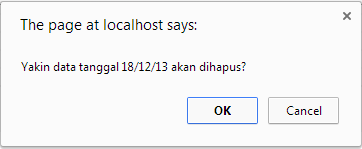 The page at localhost says:
Yakin data tanggal 18/12/13 akan dihapus?
OK
Cancel